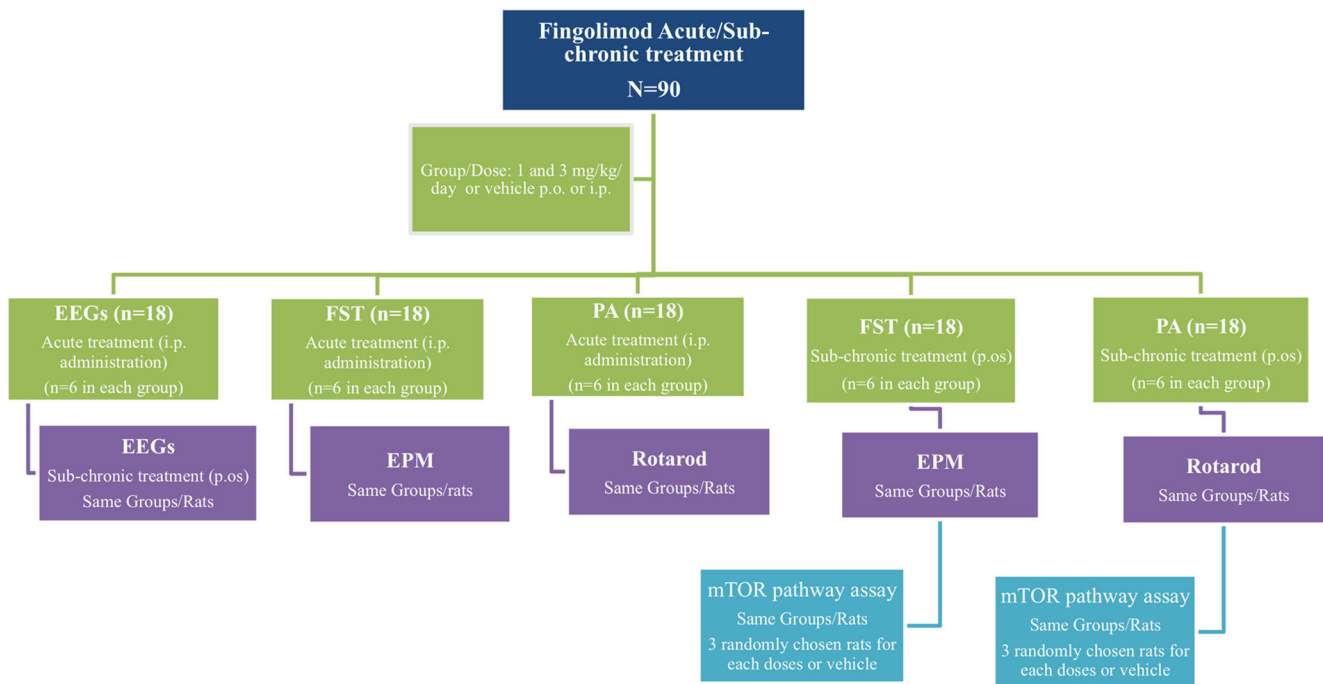 Fingolimod Acute/Sub-
chronic treatment
N=90
Group/Dose: 1 and 3 mg/kg/
day or vehicle p.o. or i.p.
EEGs (n=18)
Acute treatment (i.p.
administration)
(n=6 in each group)
FST (n=18)
Acute treatment (i.p.
administration)
(n=6 in each group)
PA (n=18)
Acute treatment (i.p.
administration)
(n=6 in each group)
FST (n=18)
Sub-chronic treatment (p.os)
(n=6 in each group)
PA (n=18)
Sub-chronic treatment (p.os)
(n=6 in each group)
EEGs
Sub-chronic treatment (p.os)
Same Groups/Rats
EPM
Same Groups/rats
Rotarod
Same Groups/Rats
EPM
Same Groups/Rats
Rotarod
Same Groups/Rats
mTOR pathway assay
Same Groups/Rats
3 randomly chosen rats for
each doses or vehicle
mTOR pathway assay
Same Groups/Rats
3 randomly chosen rats for
each doses or vehicle